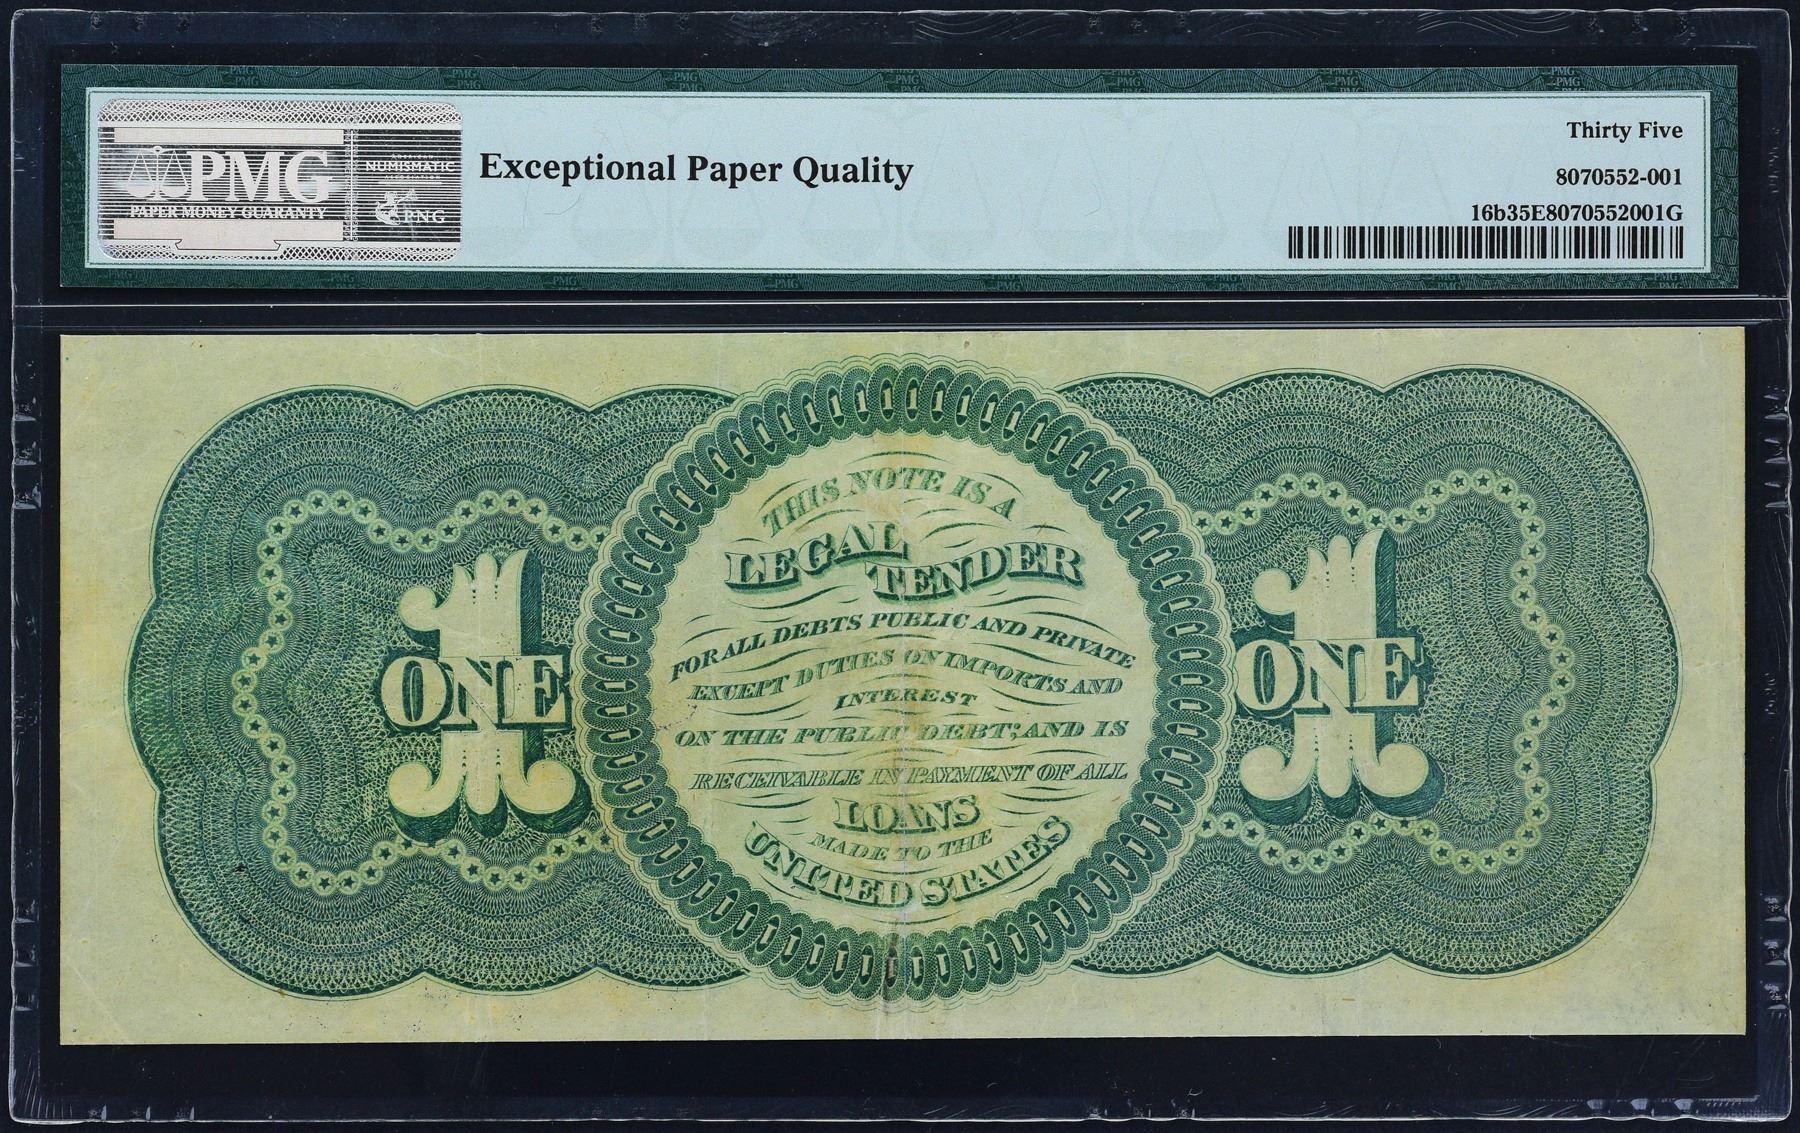 PMG
PAPER MONEY GUARANTY
NUMISMATIC
PNG
Exceptional Paper Quality
Thirty Five
8070552-001
16b35E8070552001G
THIS NOTE IS A
LEGAL
TENDER
FOR ALL DEBTS PUBLIC AND PRIVATE
EXCEPT DUTIES ON IMPORTS AND
INTEREST
ON THE PUBLIC DEBT; AND IS
RECEIVABLE IN PAYMENT OF ALL
LOANS
MADE TO THE
UNITED STATES
1
ONE
1
ONE